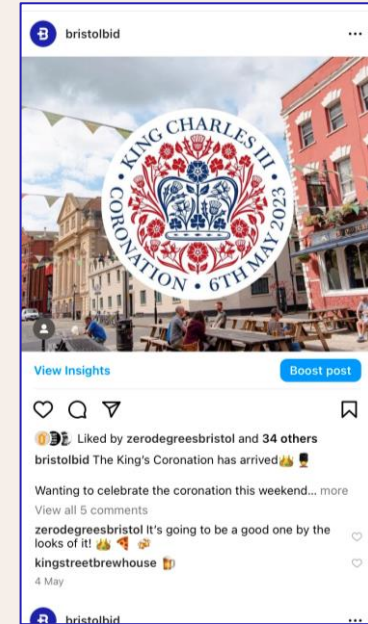 bristolbid
KING CHARLES III
CORONATION • 6TH MAY 2023
View Insights
Boost post
Liked by zerodegreesbristol and 34 others
bristolbid The King's Coronation has arrived👑 💂
Wanting to celebrate the coronation this weekend... more
View all 5 comments
zerodegreesbristol It's going to be a good one by the
looks of it! 👑 🍕 🍻
kingstreetbrewhouse 🍺
4 May
bristolbid